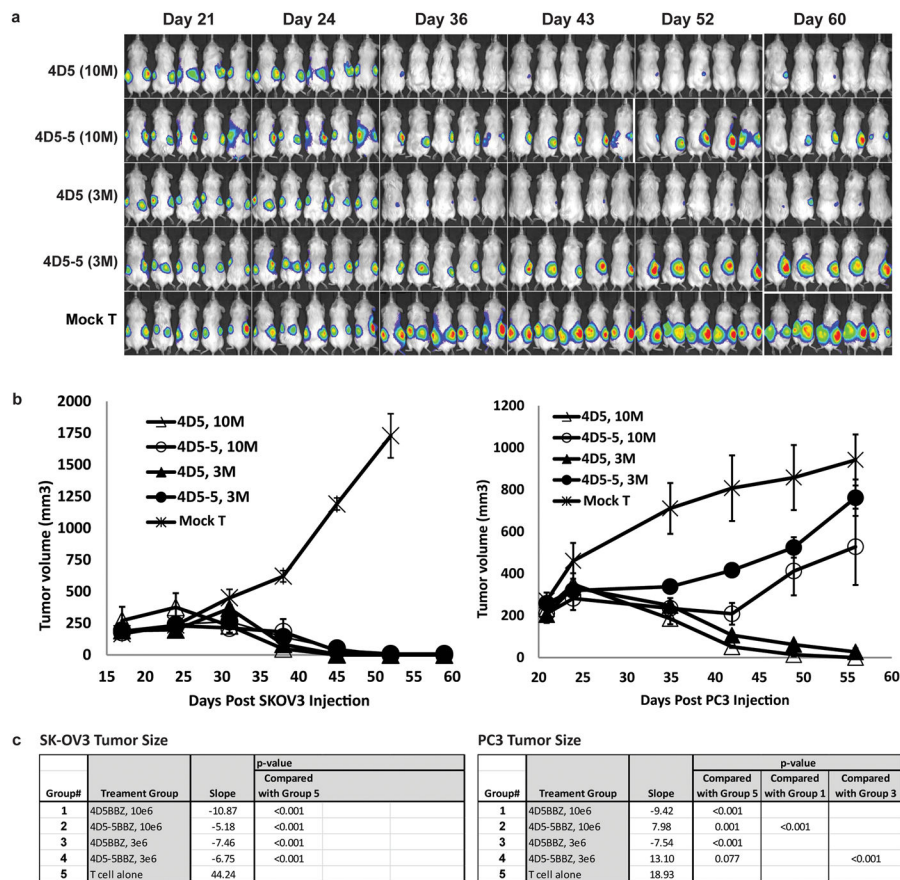 a
Day 21 Day 24 Day 36 Day 43 Day 52 Day 60
4D5 (10M)
4D5-5 (10M)
4D5 (3M)
4D5-5 (3M)
Mock T
b
Tumor volume (mm3)
2000
1750
1500
1250
1000
750
500
250
0
4D5, 10M
4D5-5, 10M
4D5, 3M
4D5-5, 3M
Mock T
15 20 25 30 35 40 45 50 55 60
Days Post SKOV3 Injection
Tumor volume (mm3)
1200
1000
800
600
400
200
0
4D5, 10M
4D5-5, 10M
4D5, 3M
4D5-5, 3M
Mock T
20 25 30 35 40 45 50 55 60
Days Post PC3 Injection
c
SK-OV3 Tumor Size
p-value
Group# Treament Group Slope Compared with Group 5
1 4D5BBZ, 10e6 -10.87 <0.001
2 4D5-5BBZ, 10e6 -5.18 <0.001
3 4D5BBZ, 3e6 -7.46 <0.001
4 4D5-5BBZ, 3e6 -6.75 <0.001
5 T cell alone 44.24
PC3 Tumor Size
p-value
Group# Treament Group Slope Compared with Group 5 Compared with Group 1 Compared with Group 3
1 4D5BBZ, 10e6 -9.42 <0.001
2 4D5-5BBZ, 10e6 7.98 0.001 <0.001
3 4D5BBZ, 3e6 -7.54 <0.001
4 4D5-5BBZ, 3e6 13.10 0.077 <0.001
5 T cell alone 18.93